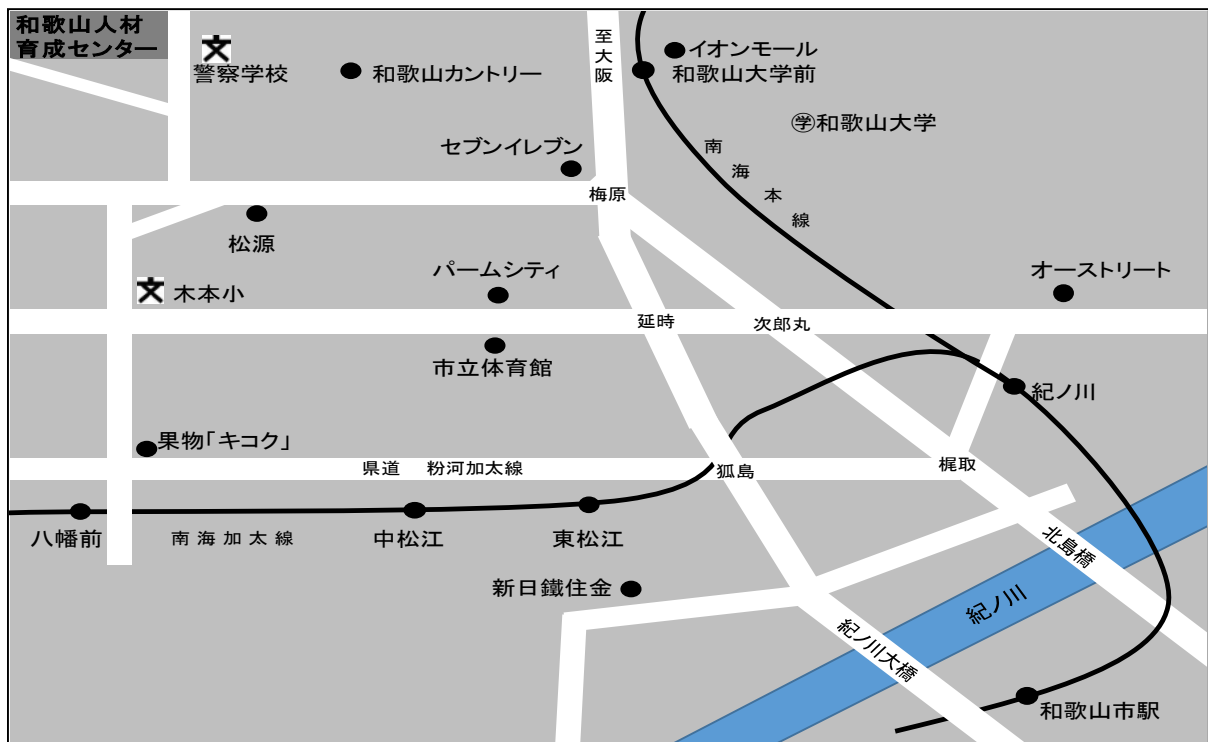 和歌山人材
育成センター
警察学校
和歌山カントリー
至大阪
イオンモール
和歌山大学前
㊫和歌山大学
南海本線
セブンイレブン
梅原
松源
パームシティ
オーストリート
木本小
延時
次郎丸
市立体育館
紀ノ川
果物「キコク」
県道 粉河加太線
狐島
梶取
八幡前
南海加太線
中松江
東松江
北島橋
新日鐵住金
紀ノ川
紀ノ川大橋
和歌山市駅